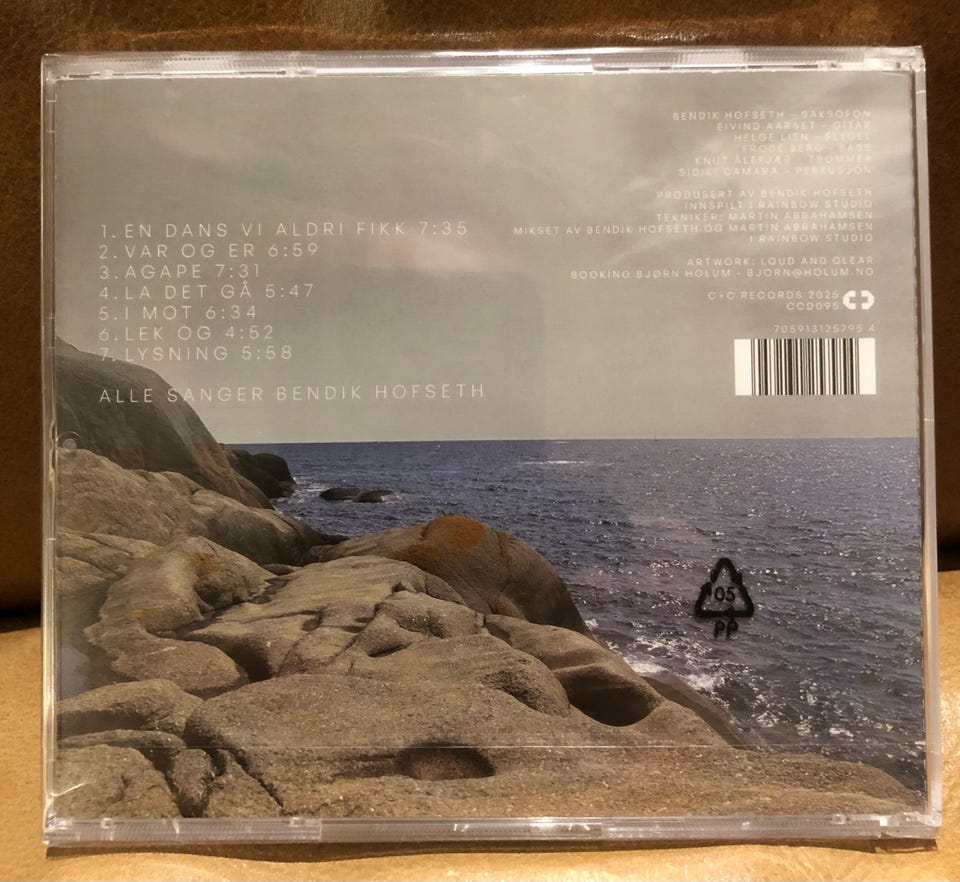 1. EN DANS VI ALDRI FIKK 7:35
2. VAR OG ER 6:59
3. AGAPE 7:31
4. LA DET GÅ 5:47
5. I MOT 6:34
6. LEK OG 4:52
7. LYSNING 5:58
ALLE SANGER BENDIK HOFSETH
BENDIK HOFSETH - SAKSOFON
EIVIND AARSET - GITAR
HELGE LIEN - FLYGEL
FRODE BERG - BASS
KNUT - TROMMER
SIDIKI CAMARA - PERKUSJON
PRODUSERT AV BENDIK HOFSETH
INNSPILT I RAINBOW STUDIO
TEKNIKER: MARTIN ABRAHAMSEN
MIKSET AV BENDIK HOFSETH OG MARTIN ABRAHAMSEN
I RAINBOW STUDIO
ARTWORK: LOUD AND CLEAR
BOOKING BJØRN HOLUM - BJORN@HOLUM.NO
C+C RECORDS 2025
CCD095
705913125795 4
05
PP